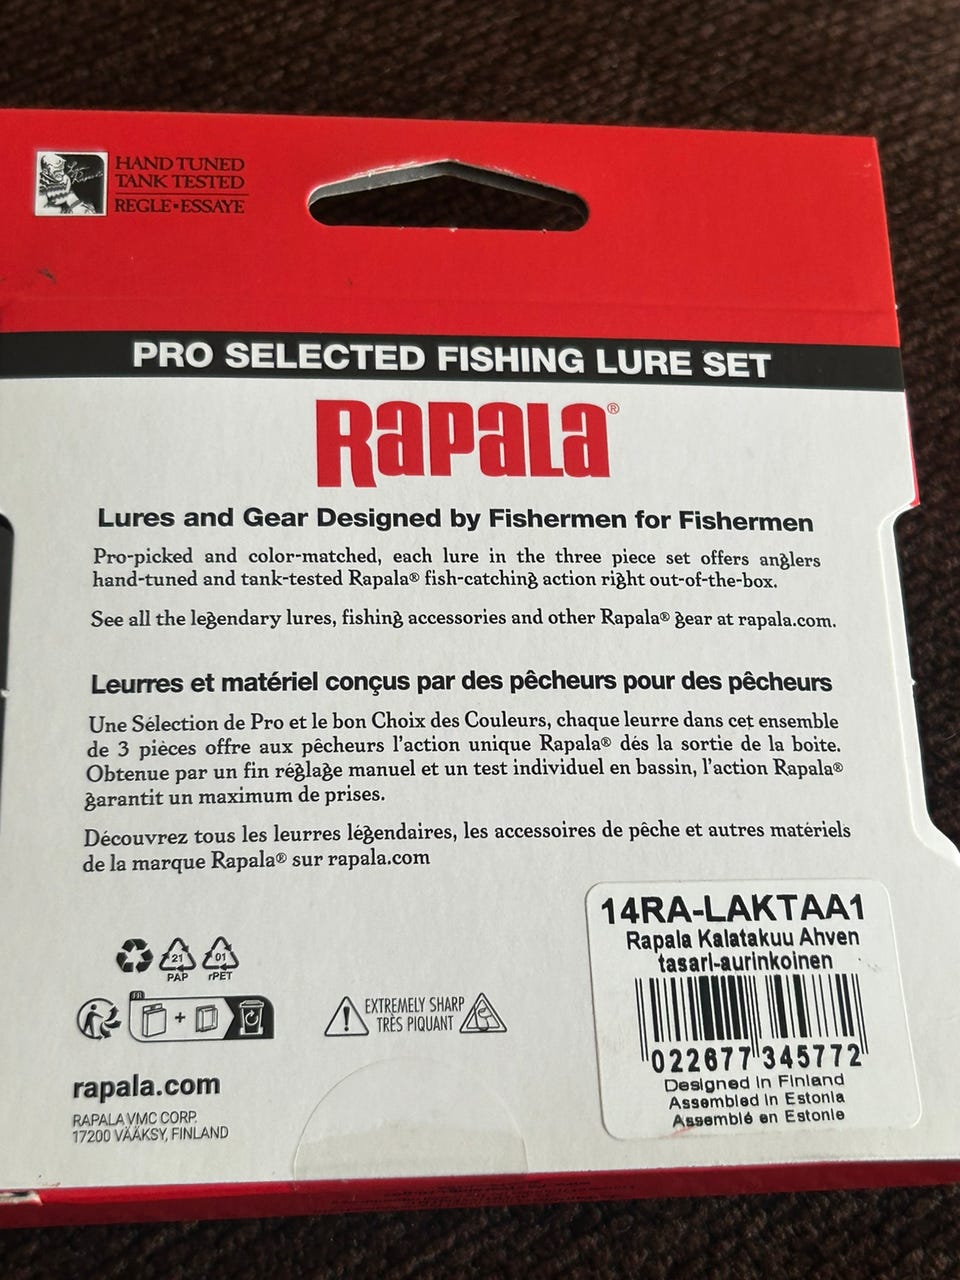 HAND TUNED
TANK TESTED
REGLE•ESSAYE
PRO SELECTED FISHING LURE SET
RAPALA®
Lures and Gear Designed by Fishermen for Fishermen
Pro-picked and color-matched, each lure in the three piece set offers anglers
hand-tuned and tank-tested Rapala® fish-catching action right out-of-the-box.
See all the legendary lures, fishing accessories and other Rapala® gear at rapala.com.
Leurres et matériel conçus par des pêcheurs pour des pêcheurs
Une Sélection de Pro et le bon Choix des Couleurs, chaque leurre dans cet ensemble
de 3 pièces offre aux pêcheurs l'action unique Rapala® dés la sortie de la boite.
Obtenue par un fin réglage manuel et un test individuel en bassin, l'action Rapala®
garantit un maximum de prises.
Découvrez tous les leurres légendaires, les accessoires de pêche et autres matériels
de la marque Rapala® sur rapala.com
14RA-LAKTAA1
Rapala Kalatakuu Ahven
tasari-aurinkoinen
022677 345772
Designed in Finland
Assembled in Estonia
Assemblé en Estonie
21
PAP
01
rPET
FR
+
EXTREMELY SHARP
TRÈS PIQUANT
rapala.com
RAPALA VMC CORP.
17200 VÄÄKSY, FINLAND